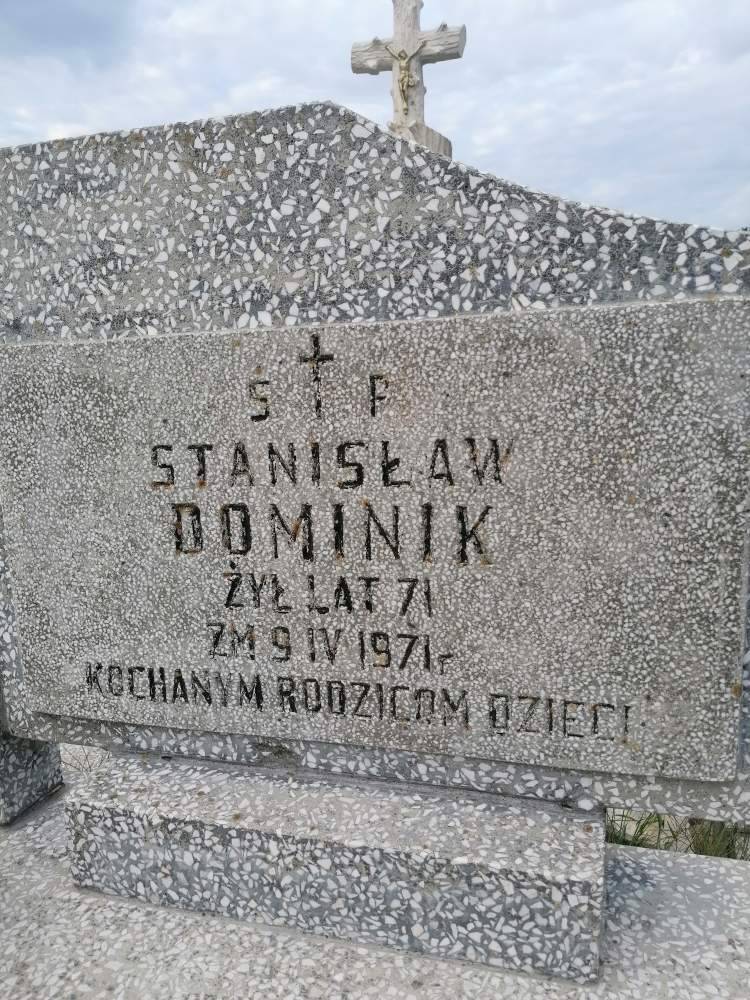 Ś P
STANISŁAW
DOMINIK
ŻYŁ LAT 71
ZM 9 IV 1971 r
KOCHANYM RODZICOM DZIECI